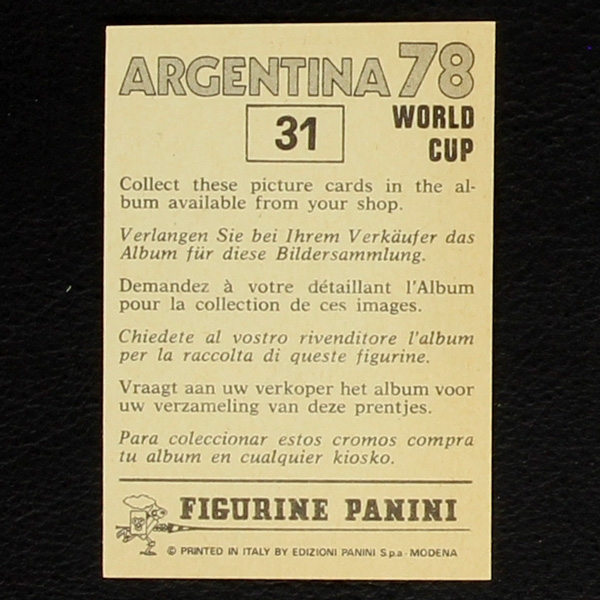 ARGENTINA 78
WORLD
CUP
31
Collect these picture cards in the al-
bum available from your shop.
Verlangen Sie bei Ihrem Verkäufer das
Album für diese Bildersammlung.
Demandez à votre détaillant l'Album
pour la collection de ces images.
Chiedete al vostro rivenditore l'album
per la raccolta di queste figurine.
Vraagt aan uw verkoper het album voor
uw verzameling van deze prentjes.
Para coleccionar estos cromos compra
tu album en cualquier kiosko.
FIGURINE PANINI
© PRINTED IN ITALY BY EDIZIONI PANINI S.p.a - MODENA